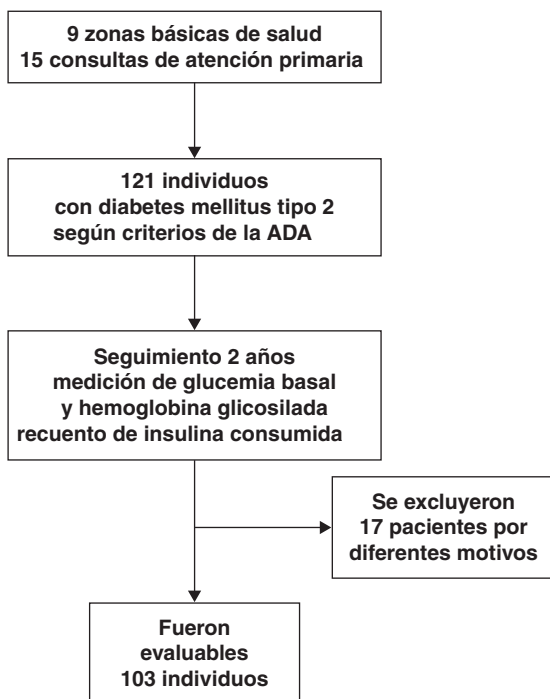 9 zonas básicas de salud
15 consultas de atención primaria
121 individuos
con diabetes mellitus tipo 2
según criterios de la ADA
Seguimiento 2 años
medición de glucemia basal
y hemoglobina glicosilada
recuento de insulina consumida
Se excluyeron
17 pacientes por
diferentes motivos
Fueron
evaluables
103 individuos